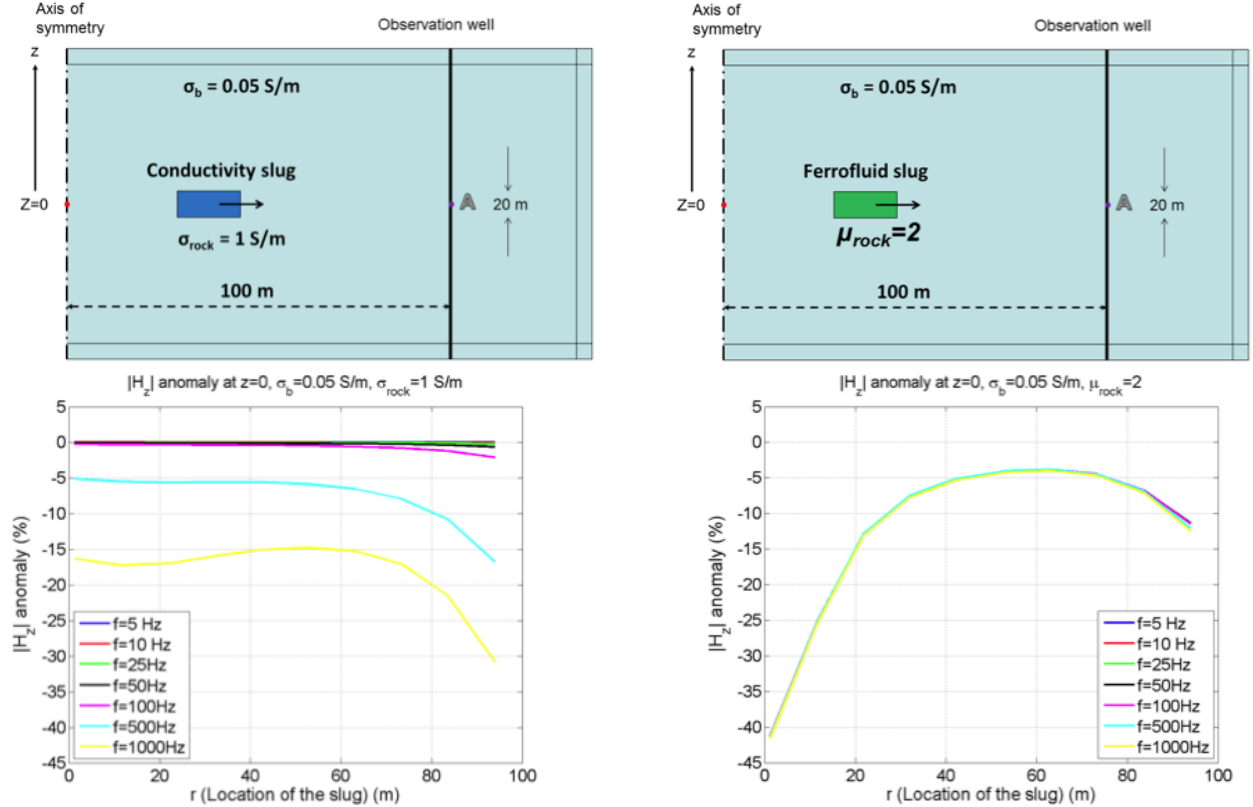 Axis of
symmetry
z
Observation well
σb = 0.05 S/m
Conductivity slug
Z=0
A
20 m
σrock = 1 S/m
100 m
|Hz| anomaly at z=0, σb=0.05 S/m, σrock=1 S/m
|Hz| anomaly (%)
5
0
-5
-10
-15
-20
-25
-30
-35
-40
-45
f=5 Hz
f=10 Hz
f=25Hz
f=50Hz
f=100Hz
f=500Hz
f=1000Hz
0
20
40
60
80
100
r (Location of the slug) (m)
Axis of
symmetry
z
Observation well
σb = 0.05 S/m
Ferrofluid slug
Z=0
A
20 m
μrock=2
100 m
|Hz| anomaly at z=0, σb=0.05 S/m, μrock=2
|Hz| anomaly (%)
5
0
-5
-10
-15
-20
-25
-30
-35
-40
-45
f=5 Hz
f=10 Hz
f=25Hz
f=50Hz
f=100Hz
f=500Hz
f=1000Hz
0
20
40
60
80
100
r (Location of the slug) (m)